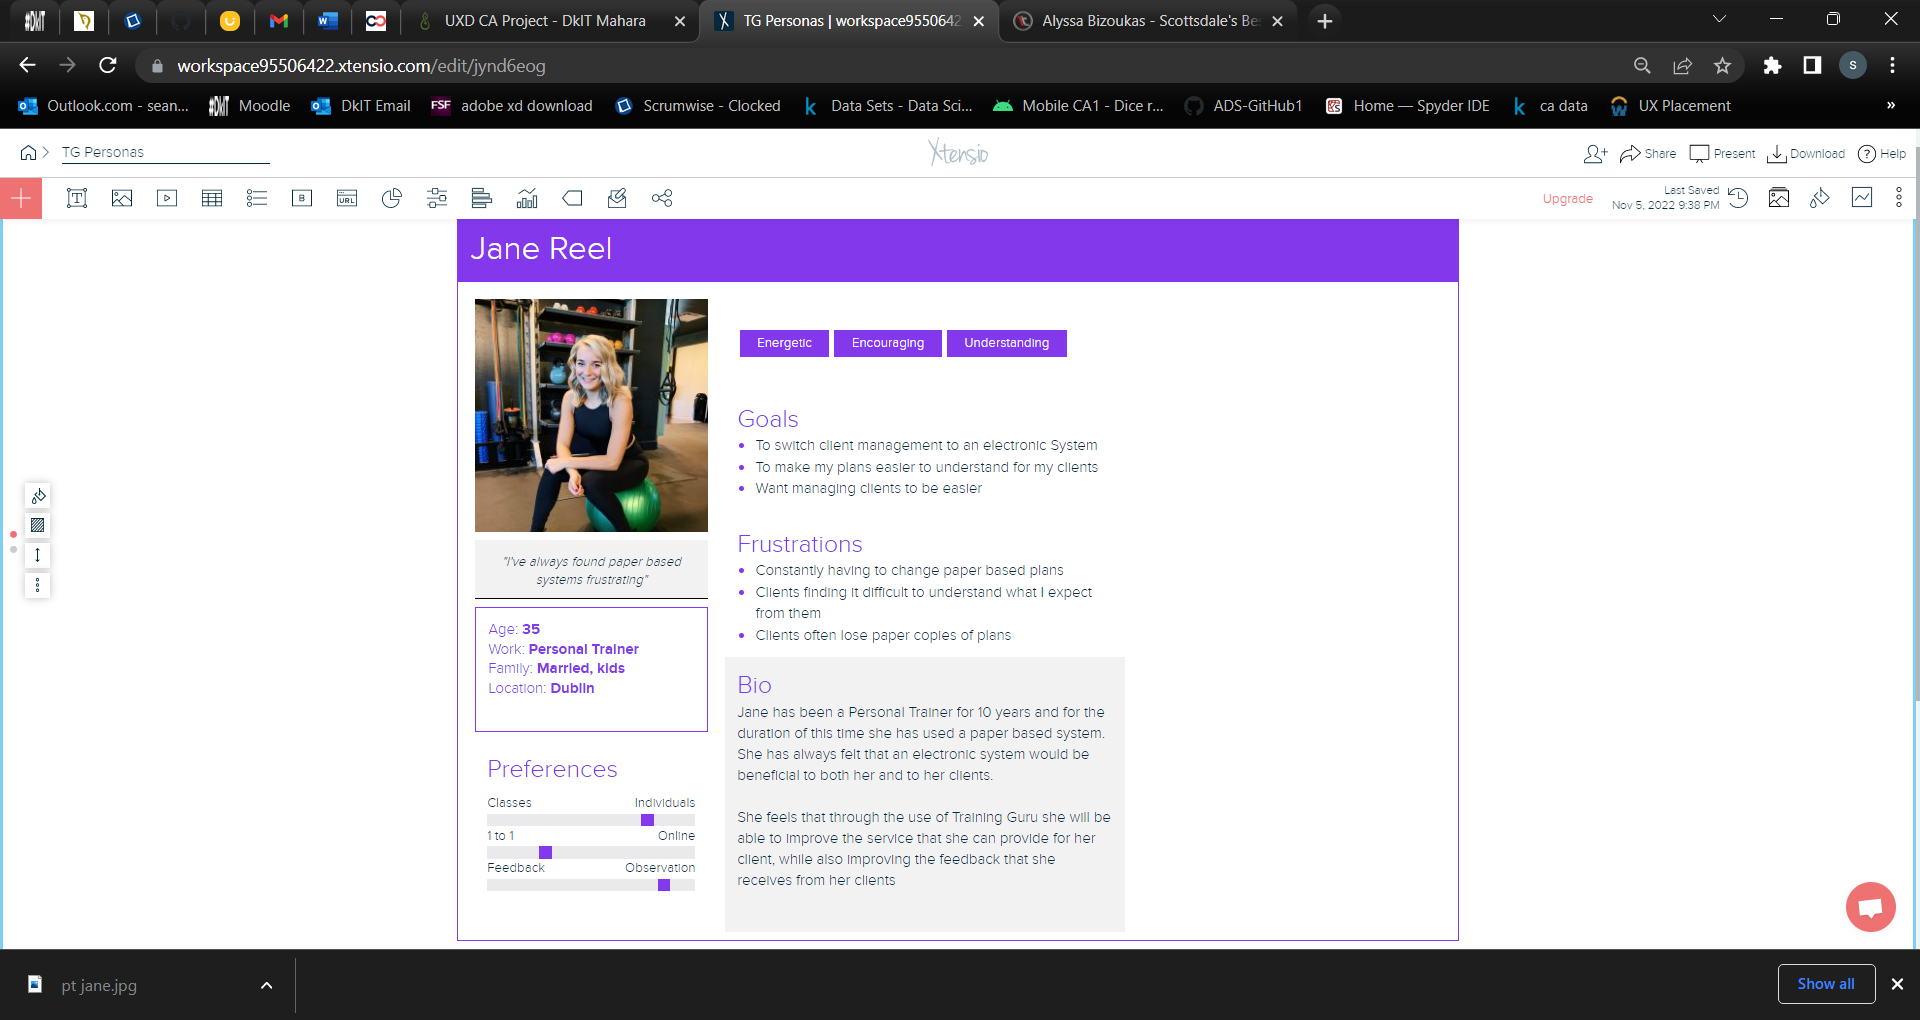 UXD CA Project - DkIT Mahara
TG Personas | workspace9550642
Alyssa Bizoukas - Scottsdale's Be
workspace95506422.xtensio.com/edit/jynd6eog
S
Outlook.com - sean...
Moodle
DkIT Email
FSF adobe xd download
Scrumwise - Clocked
k Data Sets - Data Sci...
Mobile CA1 - Dice r...
ADS-GitHub1
Home — Spyder IDE
k ca data
UX Placement
»
TG Personas
Xtensio
Share
Present
Download
? Help
T
B
URL
Upgrade
Last Saved
Nov 5, 2022 9:38 PM
Jane Reel
Energetic
Encouraging
Understanding
Goals
• To switch client management to an electronic System
• To make my plans easier to understand for my clients
• Want managing clients to be easier
Frustrations
• Constantly having to change paper based plans
• Clients finding it difficult to understand what I expect
from them
• Clients often lose paper copies of plans
"I've always found paper based
systems frustrating"
Age: 35
Work: Personal Trainer
Family: Married, kids
Location: Dublin
Preferences
Classes Individuals
1 to 1 Online
Feedback Observation
Bio
Jane has been a Personal Trainer for 10 years and for the
duration of this time she has used a paper based system.
She has always felt that an electronic system would be
beneficial to both her and to her clients.
She feels that through the use of Training Guru she will be
able to improve the service that she can provide for her
client, while also improving the feedback that she
receives from her clients
pt jane.jpg
Show all